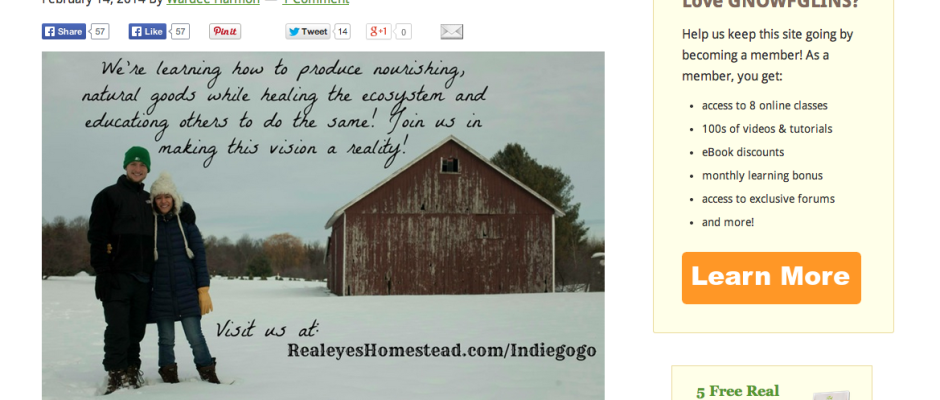 February 14, 2014 by Wardee Harmon — 1 Comment
Share 57 Like 57 Pin it Tweet 14 g+1 0
We're learning how to produce nourishing,
natural goods while healing the ecosystem and
educationg others to do the same! Join us in
making this vision a reality!
Visit us at:
RealeyesHomestead.com/Indiegogo
Love GNOWFGLINS?
Help us keep this site going by
becoming a member! As a
member, you get:
• access to 8 online classes
• 100s of videos & tutorials
• eBook discounts
• monthly learning bonus
• access to exclusive forums
• and more!
Learn More
5 Free Real